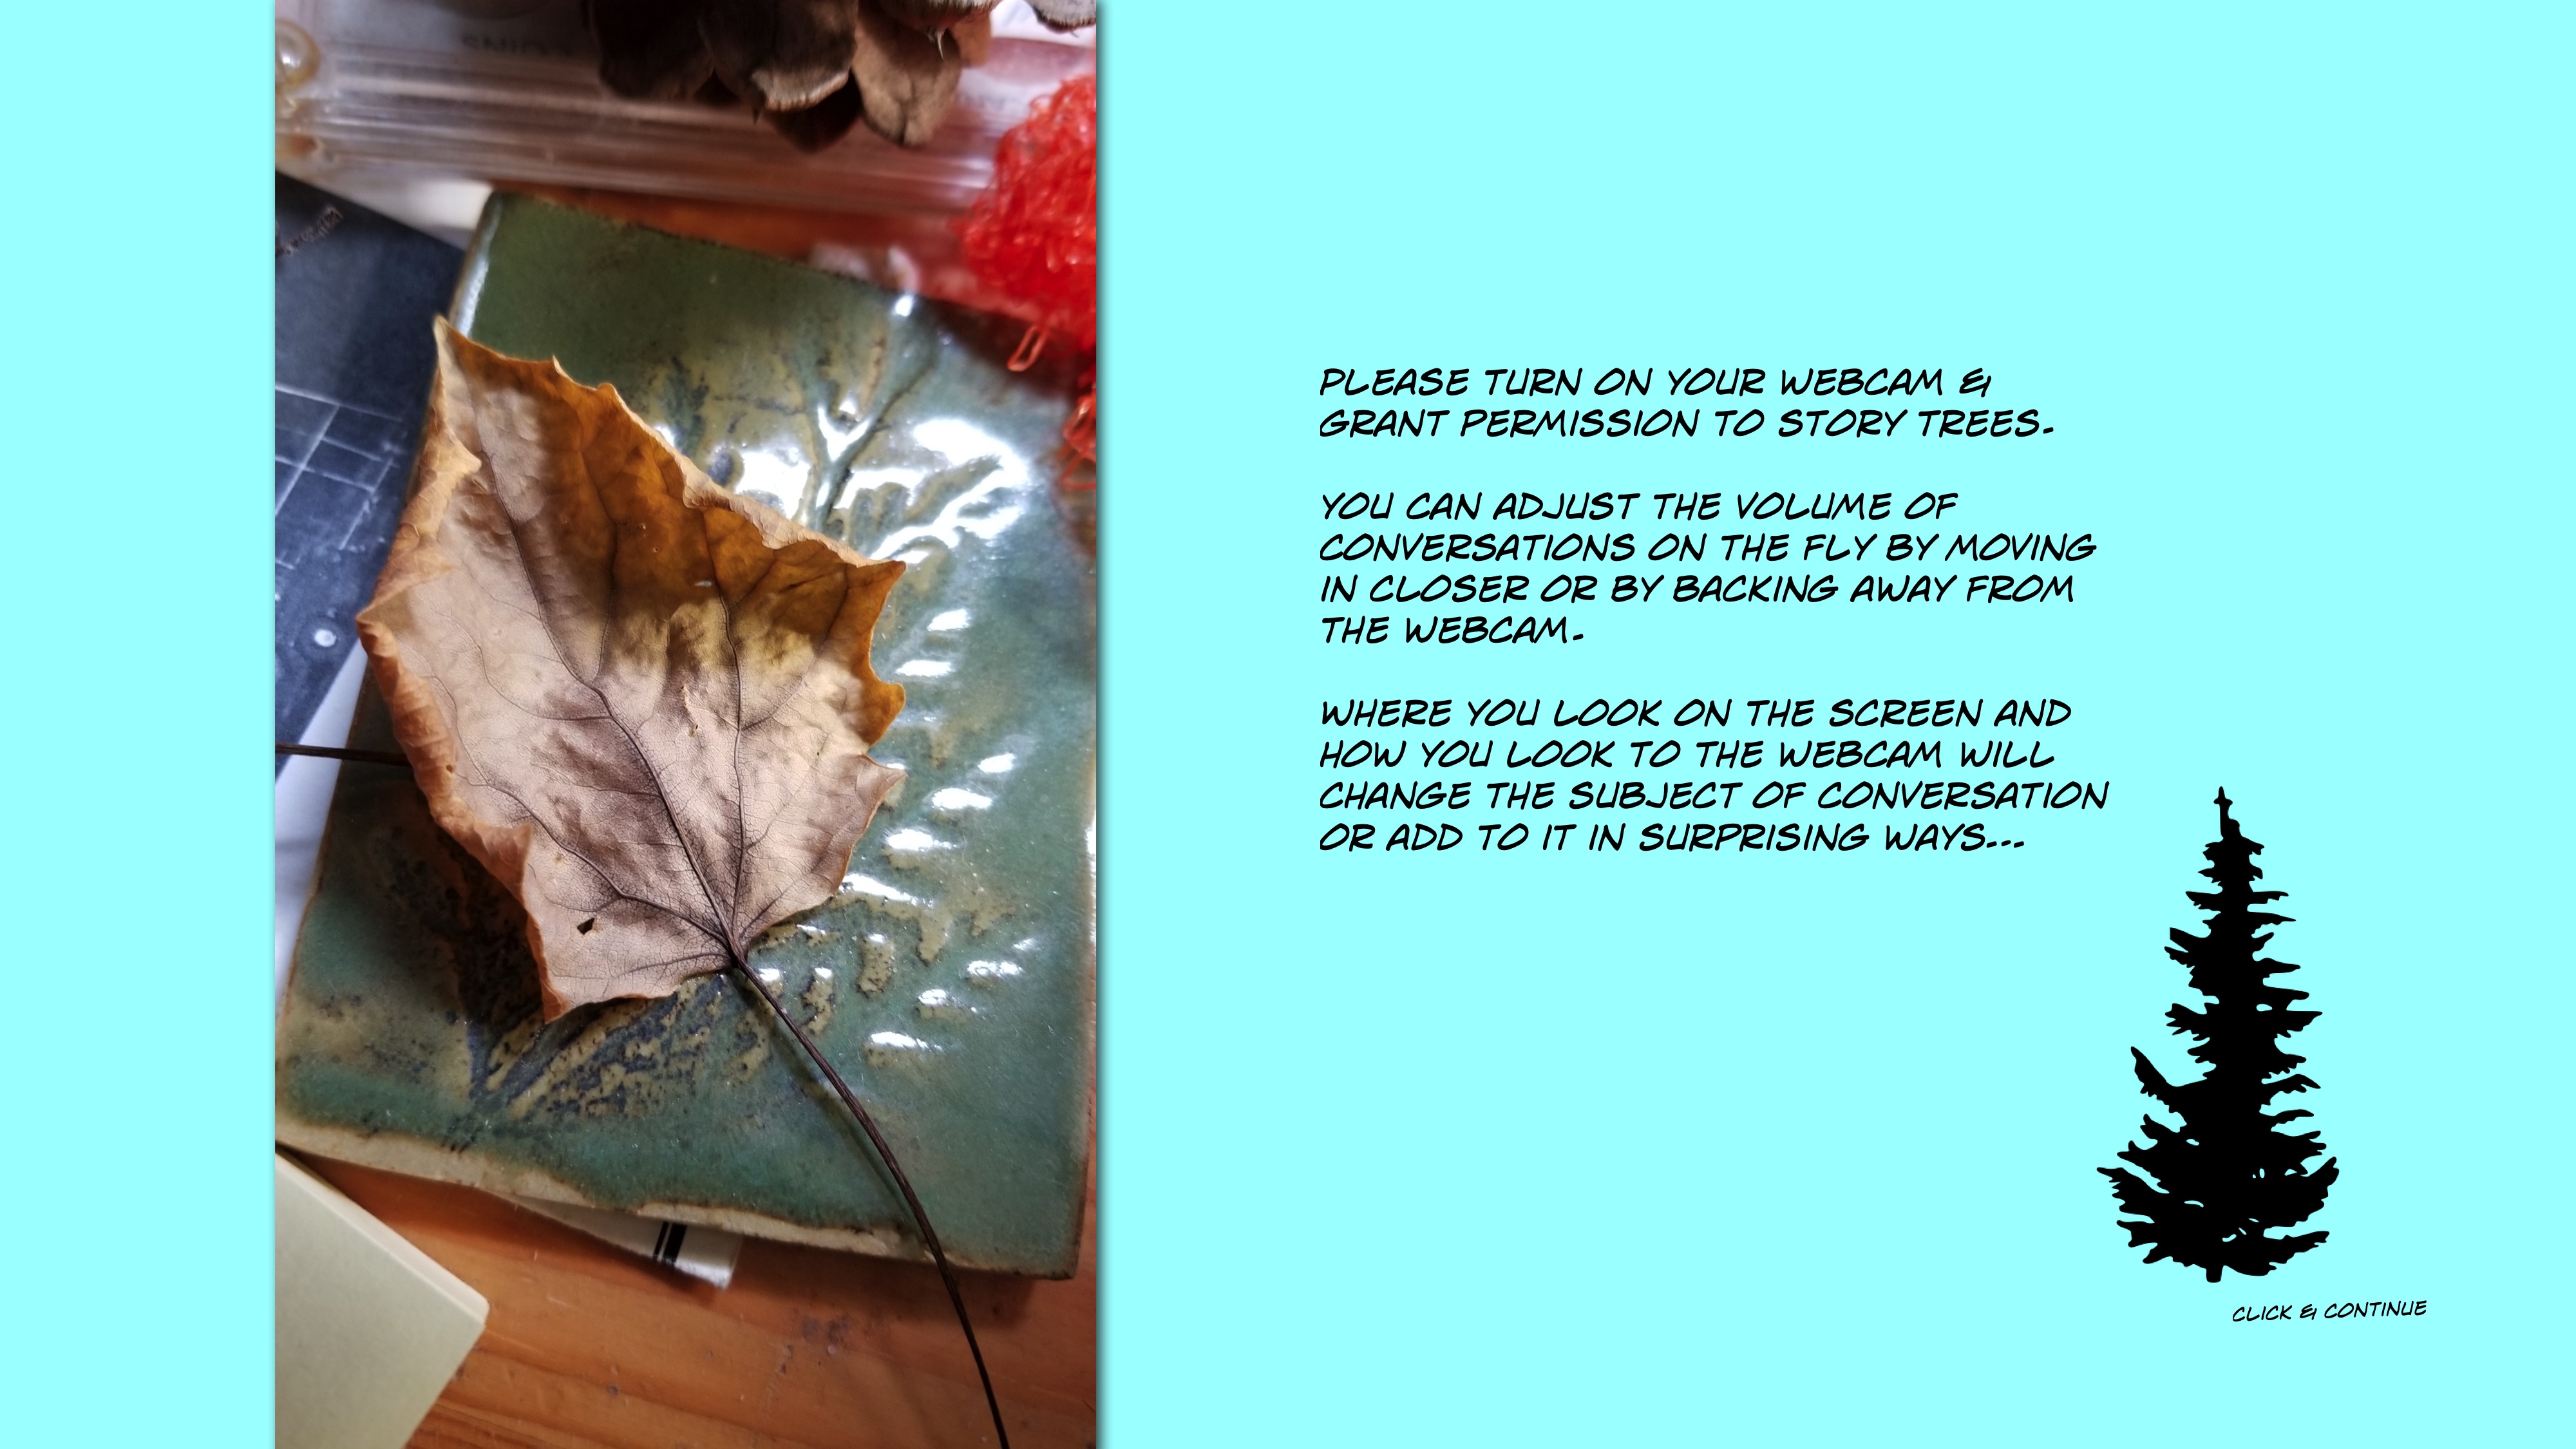 PLEASE TURN ON YOUR WEBCAM &
GRANT PERMISSION TO STORY TREES.
YOU CAN ADJUST THE VOLUME OF
CONVERSATIONS ON THE FLY BY MOVING
IN CLOSER OR BY BACKING AWAY FROM
THE WEBCAM.
WHERE YOU LOOK ON THE SCREEN AND
HOW YOU LOOK TO THE WEBCAM WILL
CHANGE THE SUBJECT OF CONVERSATION
OR ADD TO IT IN SURPRISING WAYS...
CLICK & CONTINUE